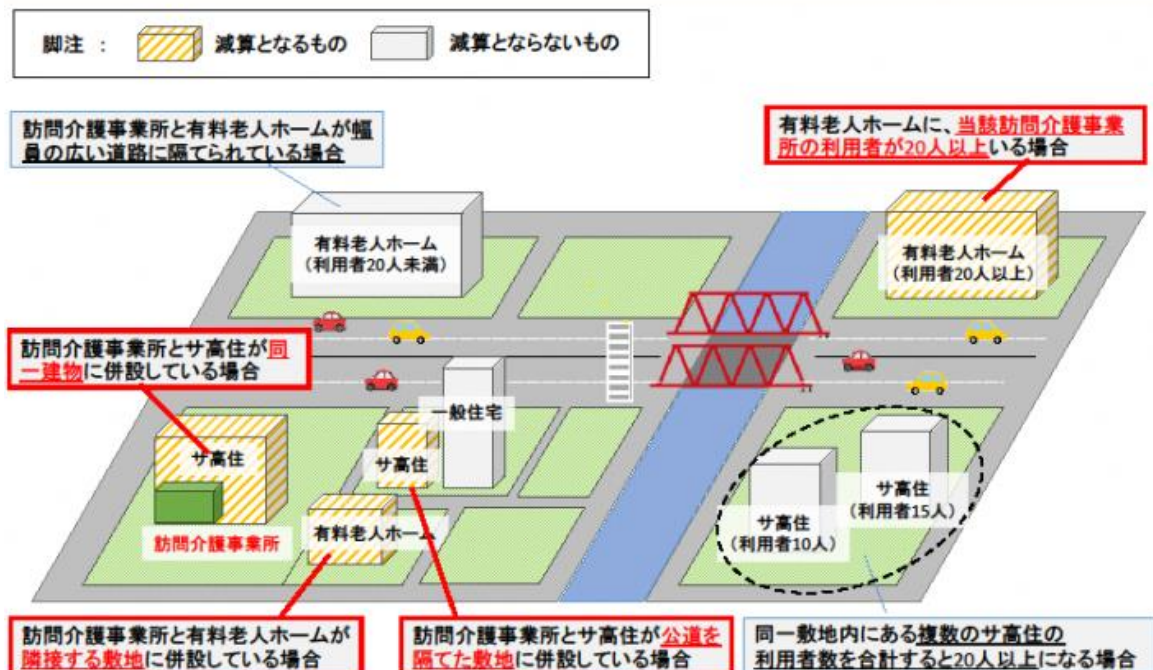 脚注 : 減算となるもの 減算とならないもの
訪問介護事業所と有料老人ホームが幅
員の広い道路に隔てられている場合
有料老人ホームに、当該訪問介護事業
所の利用者が20人以上いる場合
有料老人ホーム
(利用者20人未満)
有料老人ホーム
(利用者20人以上)
訪問介護事業所とサ高住が同
一建物に併設している場合
一般住宅
サ高住
サ高住
訪問介護事業所
有料老人ホーム
サ高住
(利用者15人)
サ高住
(利用者10人)
訪問介護事業所と有料老人ホームが
隣接する敷地に併設している場合
訪問介護事業所とサ高住が公道を
隔てた敷地に併設している場合
同一敷地内にある複数のサ高住の
利用者数を合計すると20人以上になる場合